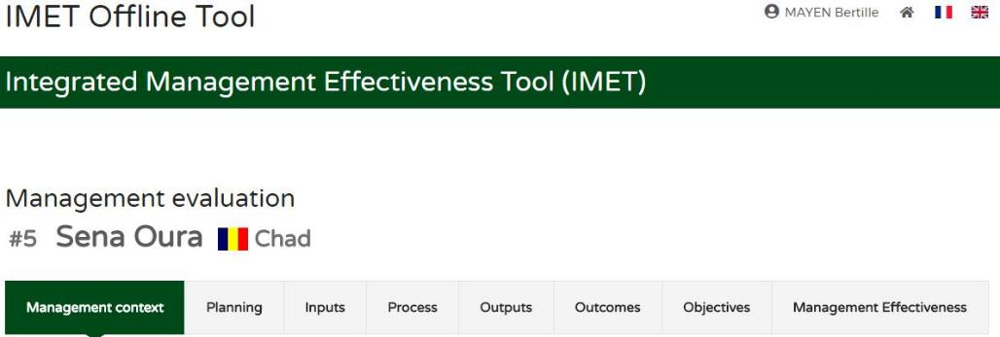 IMET Offline Tool
MAYEN Bertille
Integrated Management Effectiveness Tool (IMET)
Management evaluation
#5 Sena Oura Chad
Management context Planning Inputs Process Outputs Outcomes Objectives Management Effectiveness